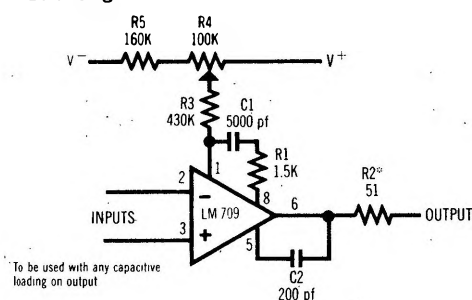 R5
160K
R4
100K
V−
V+
R3
430K
C1
5000 pf
R1
1.5K
1
2
−
8
LM 709
6
R2*
51
OUTPUT
INPUTS
3
+
5
C2
200 pf
To be used with any capacitive
loading on output